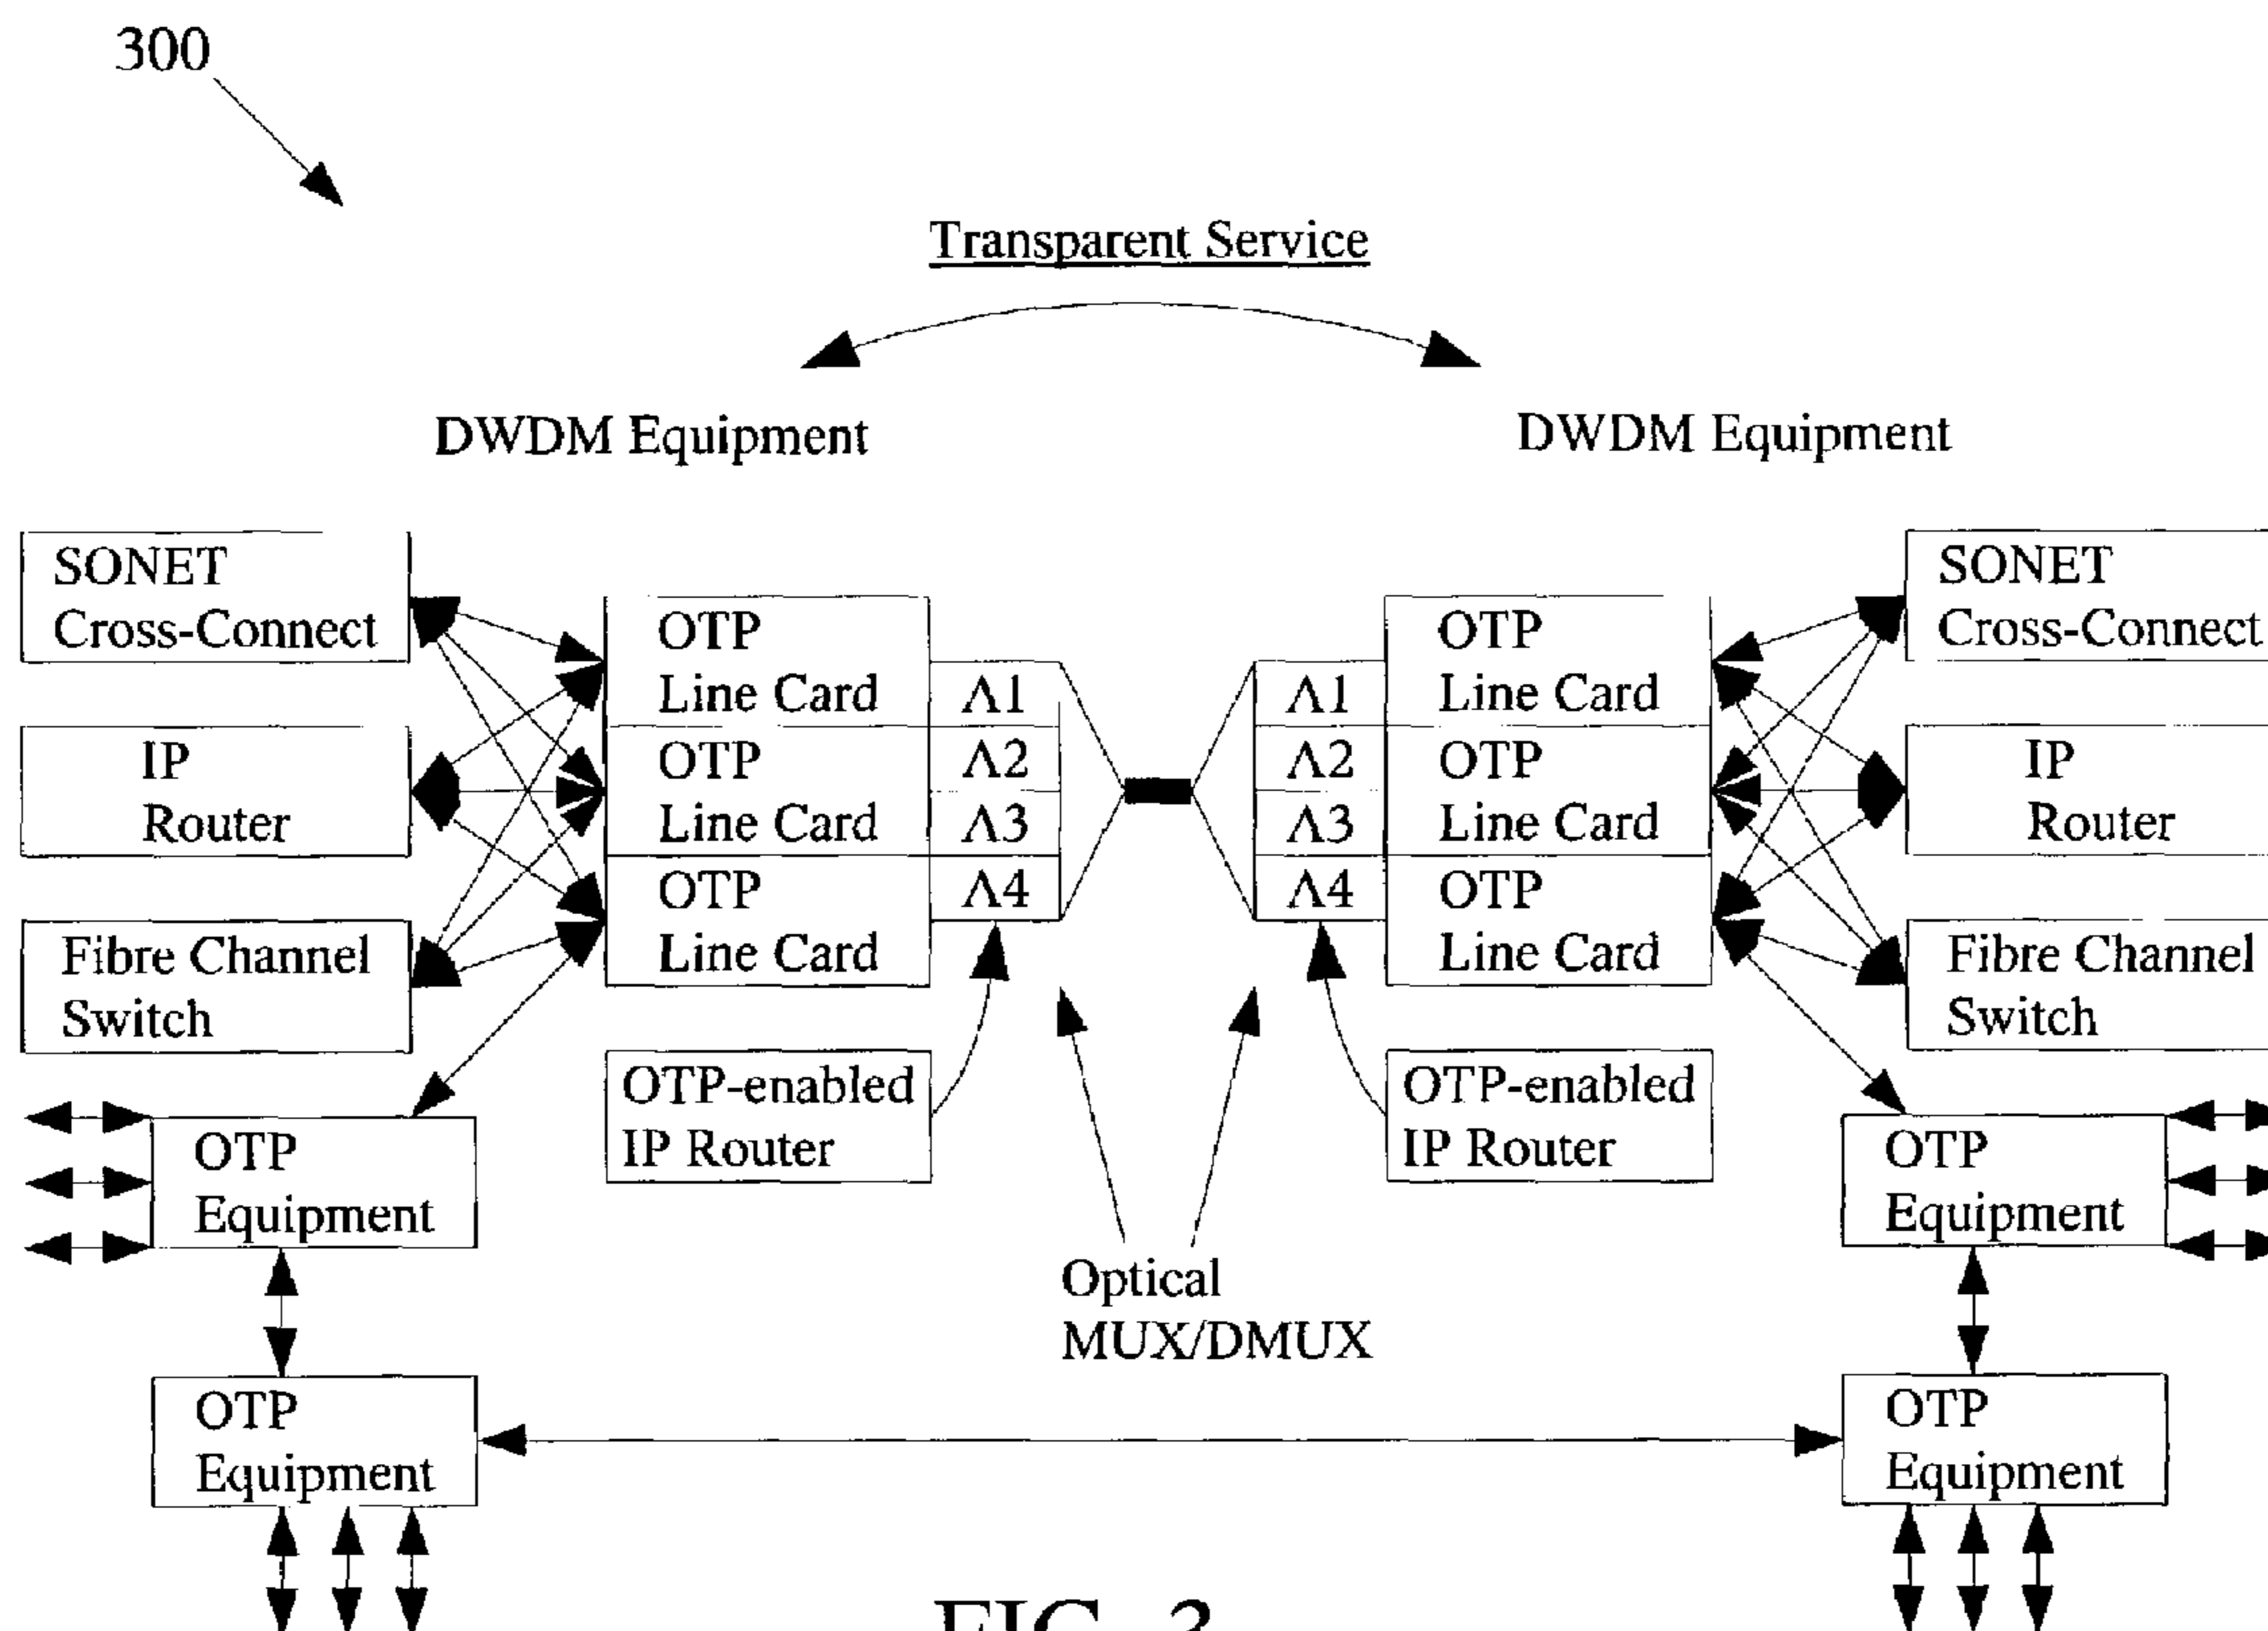 300
Transparent Service
DWDM Equipment
DWDM Equipment
SONET
Cross-Connect
IP
Router
Fibre Channel
Switch
OTP
Line Card
OTP
Line Card
OTP
Line Card
Λ1
Λ2
Λ3
Λ4
Λ1
Λ2
Λ3
Λ4
OTP
Line Card
OTP
Line Card
OTP
Line Card
SONET
Cross-Connect
IP
Router
Fibre Channel
Switch
OTP-enabled
IP Router
OTP-enabled
IP Router
OTP
Equipment
OTP
Equipment
Optical
MUX/DMUX
OTP
Equipment
OTP
Equipment
FIG. 3